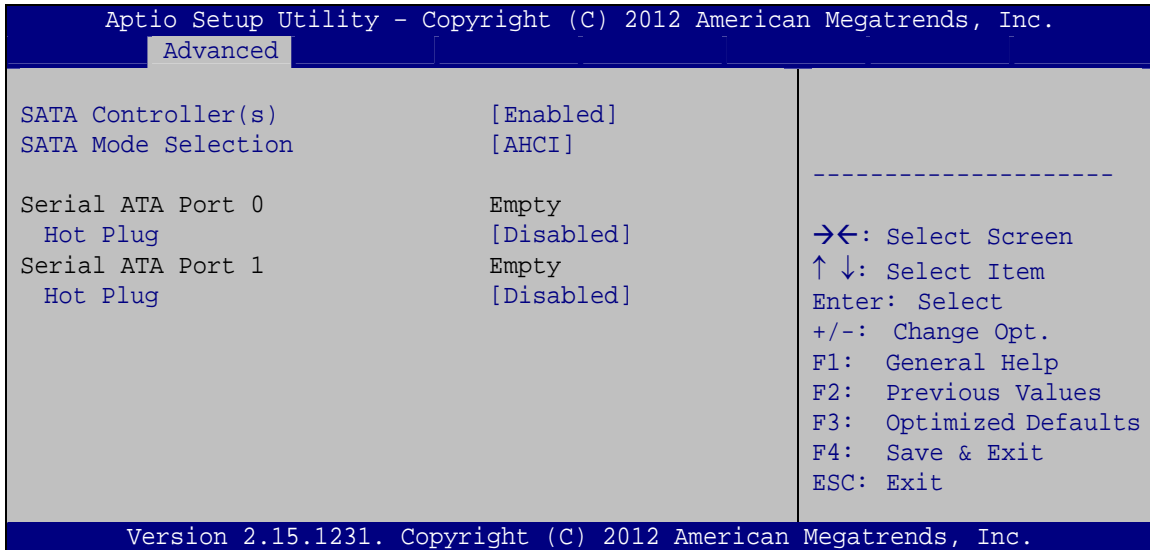 Aptio Setup Utility – Copyright (C) 2012 American Megatrends, Inc.
Advanced
SATA Controller(s) [Enabled]
SATA Mode Selection [AHCI]
Serial ATA Port 0 Empty
Hot Plug [Disabled]
Serial ATA Port 1 Empty
Hot Plug [Disabled]
---------------------
→←: Select Screen
↑ ↓: Select Item
Enter: Select
+/-: Change Opt.
F1: General Help
F2: Previous Values
F3: Optimized Defaults
F4: Save & Exit
ESC: Exit
Version 2.15.1231. Copyright (C) 2012 American Megatrends, Inc.